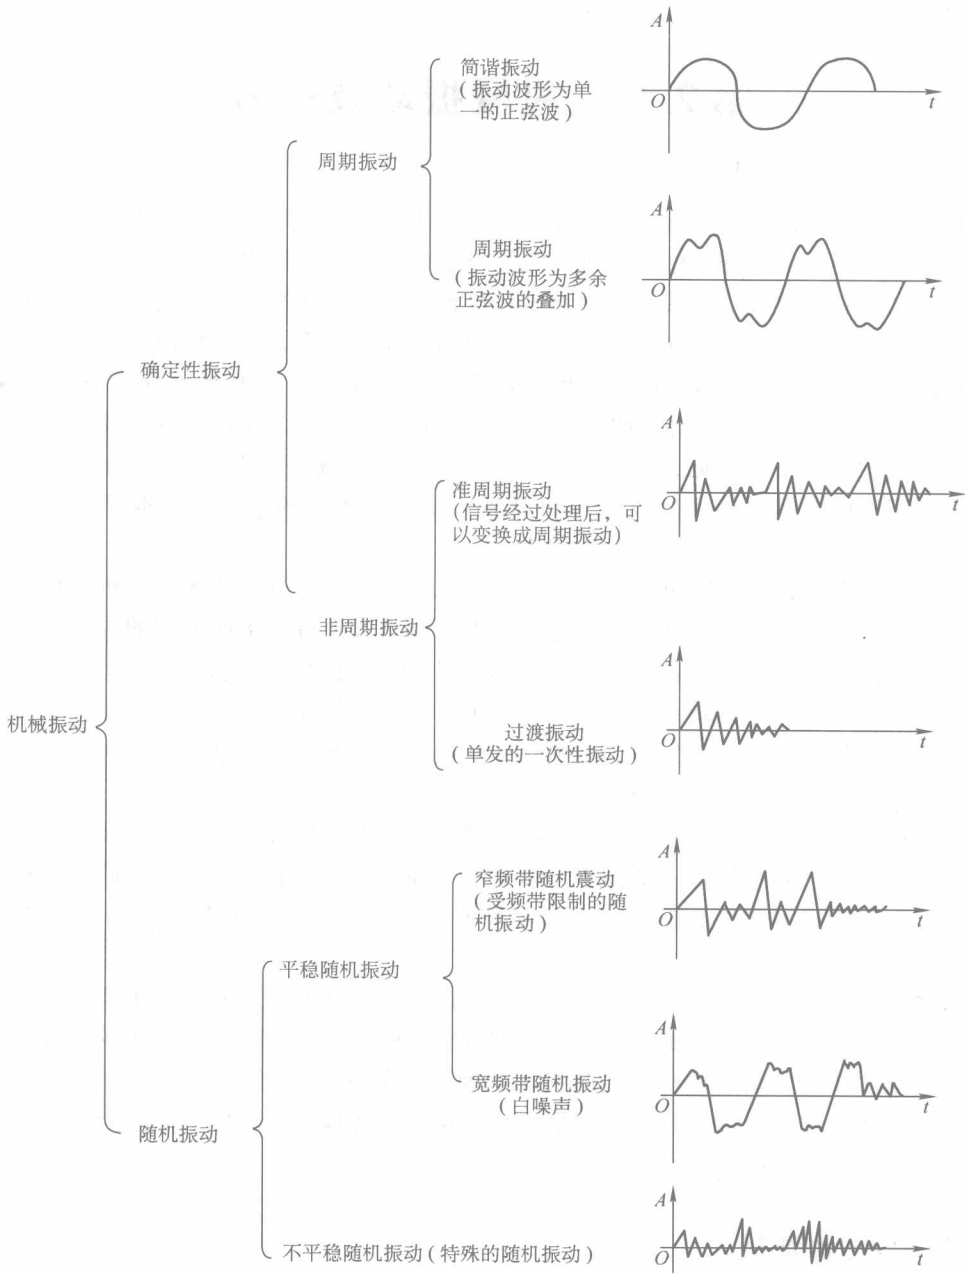 A
O
t
简谐振动
(振动波形为单
一的正弦波)
周期振动
A
O
t
周期振动
(振动波形为多余
正弦波的叠加)
确定性振动
A
O
t
准周期振动
(信号经过处理后，可
以变换成周期振动)
非周期振动
A
O
t
过渡振动
(单发的一次性振动)
机械振动
A
O
t
窄频带随机震动
(受频带限制的随
机振动)
平稳随机振动
A
O
t
宽频带随机振动
(白噪声)
随机振动
A
O
t
不平稳随机振动(特殊的随机振动)